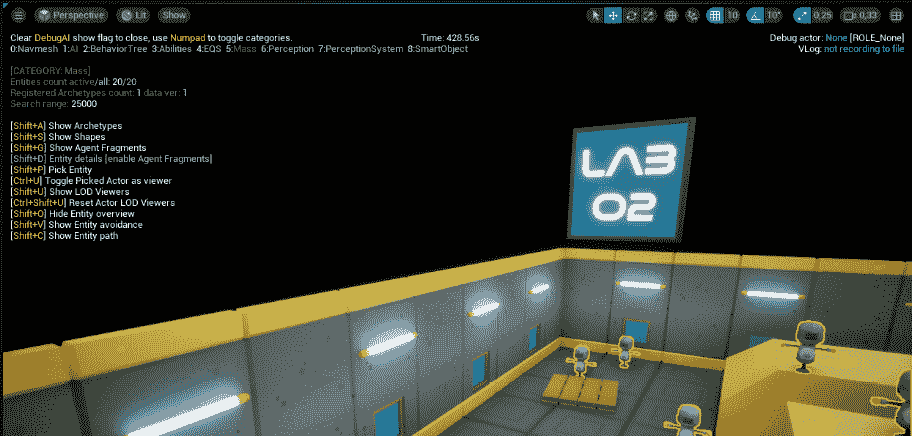 Perspective Lit Show 10 10° 0,25 0,33
Clear DebugAI show flag to close, use Numpad to toggle categories. Time: 428.56s Debug actor: None [ROLE_None]
0:Navmesh 1:AI 2:BehaviorTree 3:Abilities 4:EQS 5:Mass 6:Perception 7:PerceptionSystem 8:SmartObject VLog: not recording to file
[CATEGORY: Mass]
Entities count active/all: 20/20
Registered Archetypes count: 1 data ver: 1
Search range: 25000
[Shift+A] Show Archetypes
[Shift+S] Show Shapes
[Shift+G] Show Agent Fragments
[Shift+D] Entity details [enable Agent Fragments]
[Shift+P] Pick Entity
[Ctrl+U] Toggle Picked Actor as viewer
[Shift+U] Show LOD Viewers
[Ctrl+Shift+U] Reset Actor LOD Viewers
[Shift+O] Hide Entity overview
[Shift+V] Show Entity avoidance
[Shift+C] Show Entity path
LAB
02